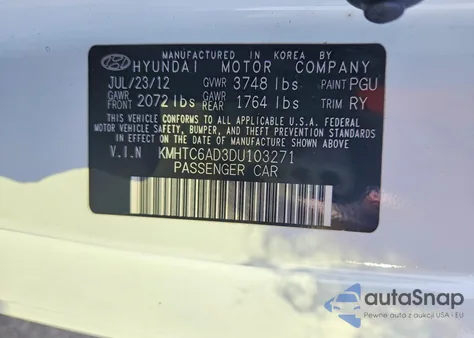 MANUFACTURED IN KOREA BY
HYUNDAI MOTOR COMPANY
JUL/23/12 GVWR 3748 lbs PAINT PGU
GAWR FRONT 2072 lbs GAWR REAR 1764 lbs TRIM RY
THIS VEHICLE CONFORMS TO ALL APPLICABLE FEDERAL MOTOR VEHICLE
SAFETY, BUMPER, AND THEFT PREVENTION STANDARDS IN
EFFECT ON THE DATE OF MANUFACTURE SHOWN ABOVE.
V.I.N KMHTC6AD3DU103271
PASSENGER CAR
autoSnap
Pewne auto z aukcji USA - EU